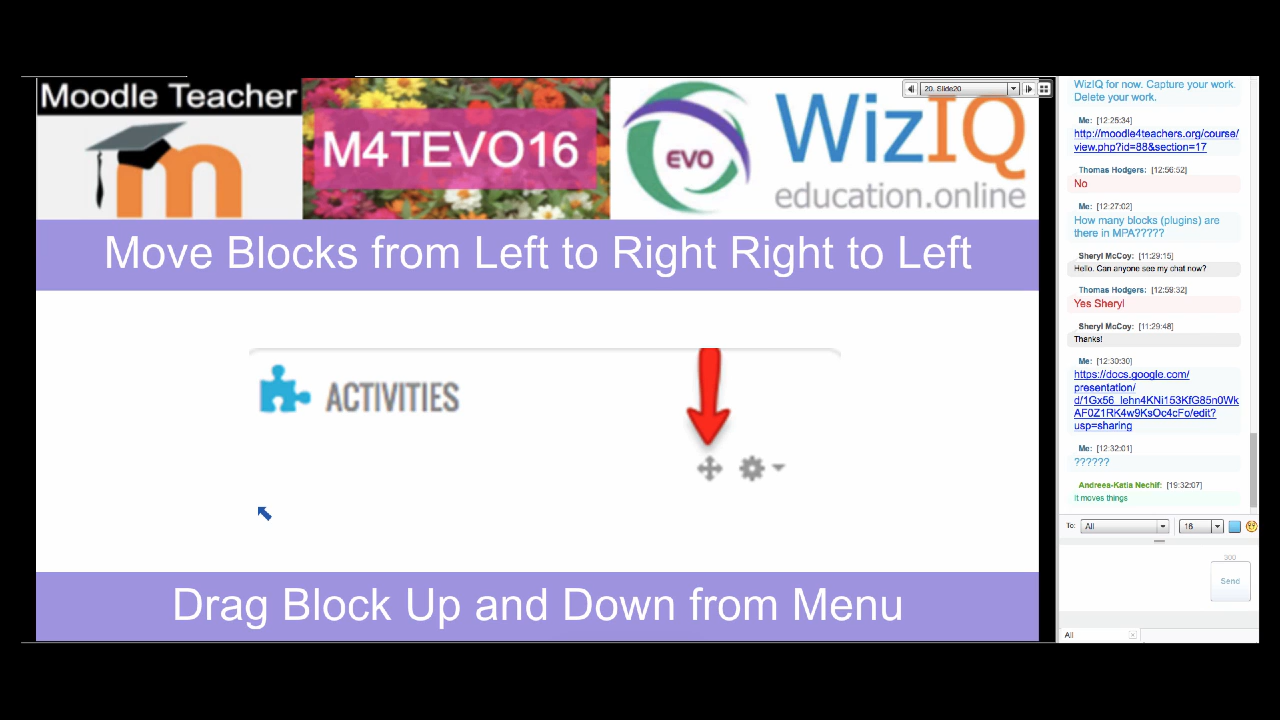 Moodle Teacher
M4TEVO16
EVO
WizIQ
education.online
20. Slide20
Move Blocks from Left to Right Right to Left
ACTIVITIES
Drag Block Up and Down from Menu
WizIQ for now. Capture your work.
Delete your work.
Me: [12:25:34]
http://moodle4teachers.org/course/
view.php?id=88&section=17
Thomas Hodgers: [12:56:52]
No
Me: [12:27:02]
How many blocks (plugins) are
there in MPA?????
Sheryl McCoy: [11:29:15]
Hello. Can anyone see my chat now?
Thomas Hodgers: [12:59:32]
Yes Sheryl
Sheryl McCoy: [11:29:48]
Thanks!
Me: [12:30:30]
https://docs.google.com/
presentation/
d/1Gx56_lehn4KNi153KfG85n0Wk
AF0Z1RK4w9KsOc4cFo/edit?
usp=sharing
Me: [12:32:01]
??????
Andreea-Katia Nechif: [19:32:07]
It moves things
To: All 16
300
Send
All